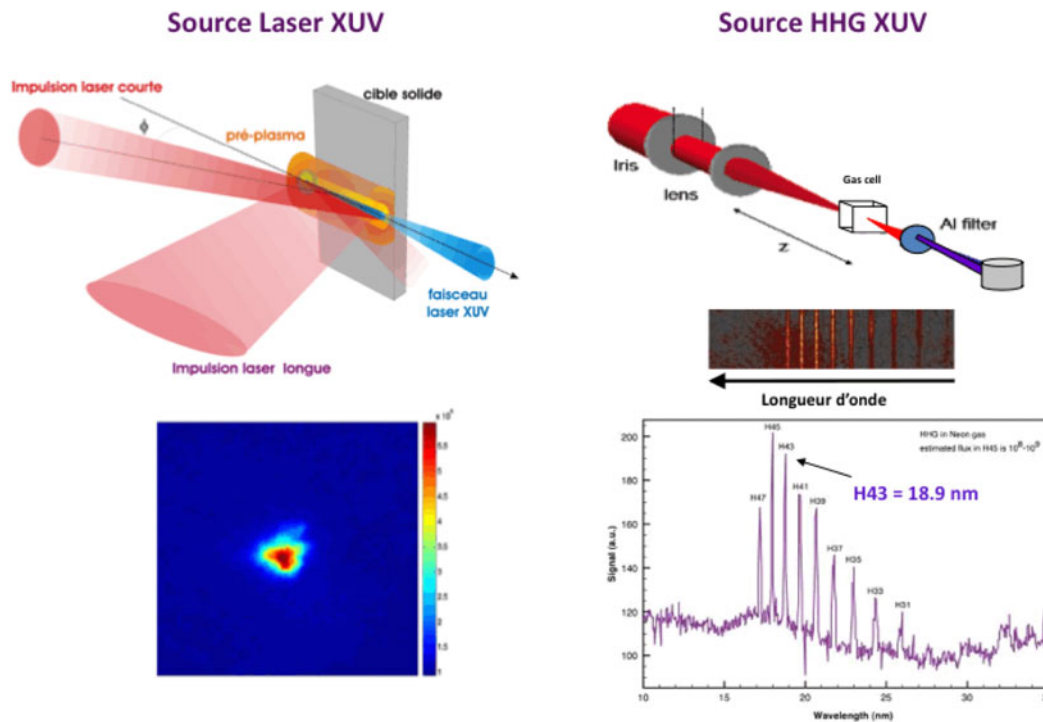 Source Laser XUV
Impulsion laser courte
ϕ
pré-plasma
cible solide
faisceau
laser XUV
Impulsion laser longue
Source HHG XUV
Iris
lens
z
Gas cell
Al filter
Longueur d'onde
HHG in Neon gas
estimated flux in H45 is 10⁸-10⁹
H43 = 18.9 nm
H47
H45
H43
H41
H39
H37
H35
H33
H31
Signal (a.u.)
200
180
160
140
120
100
10
15
20
25
30
Wavelength (nm)